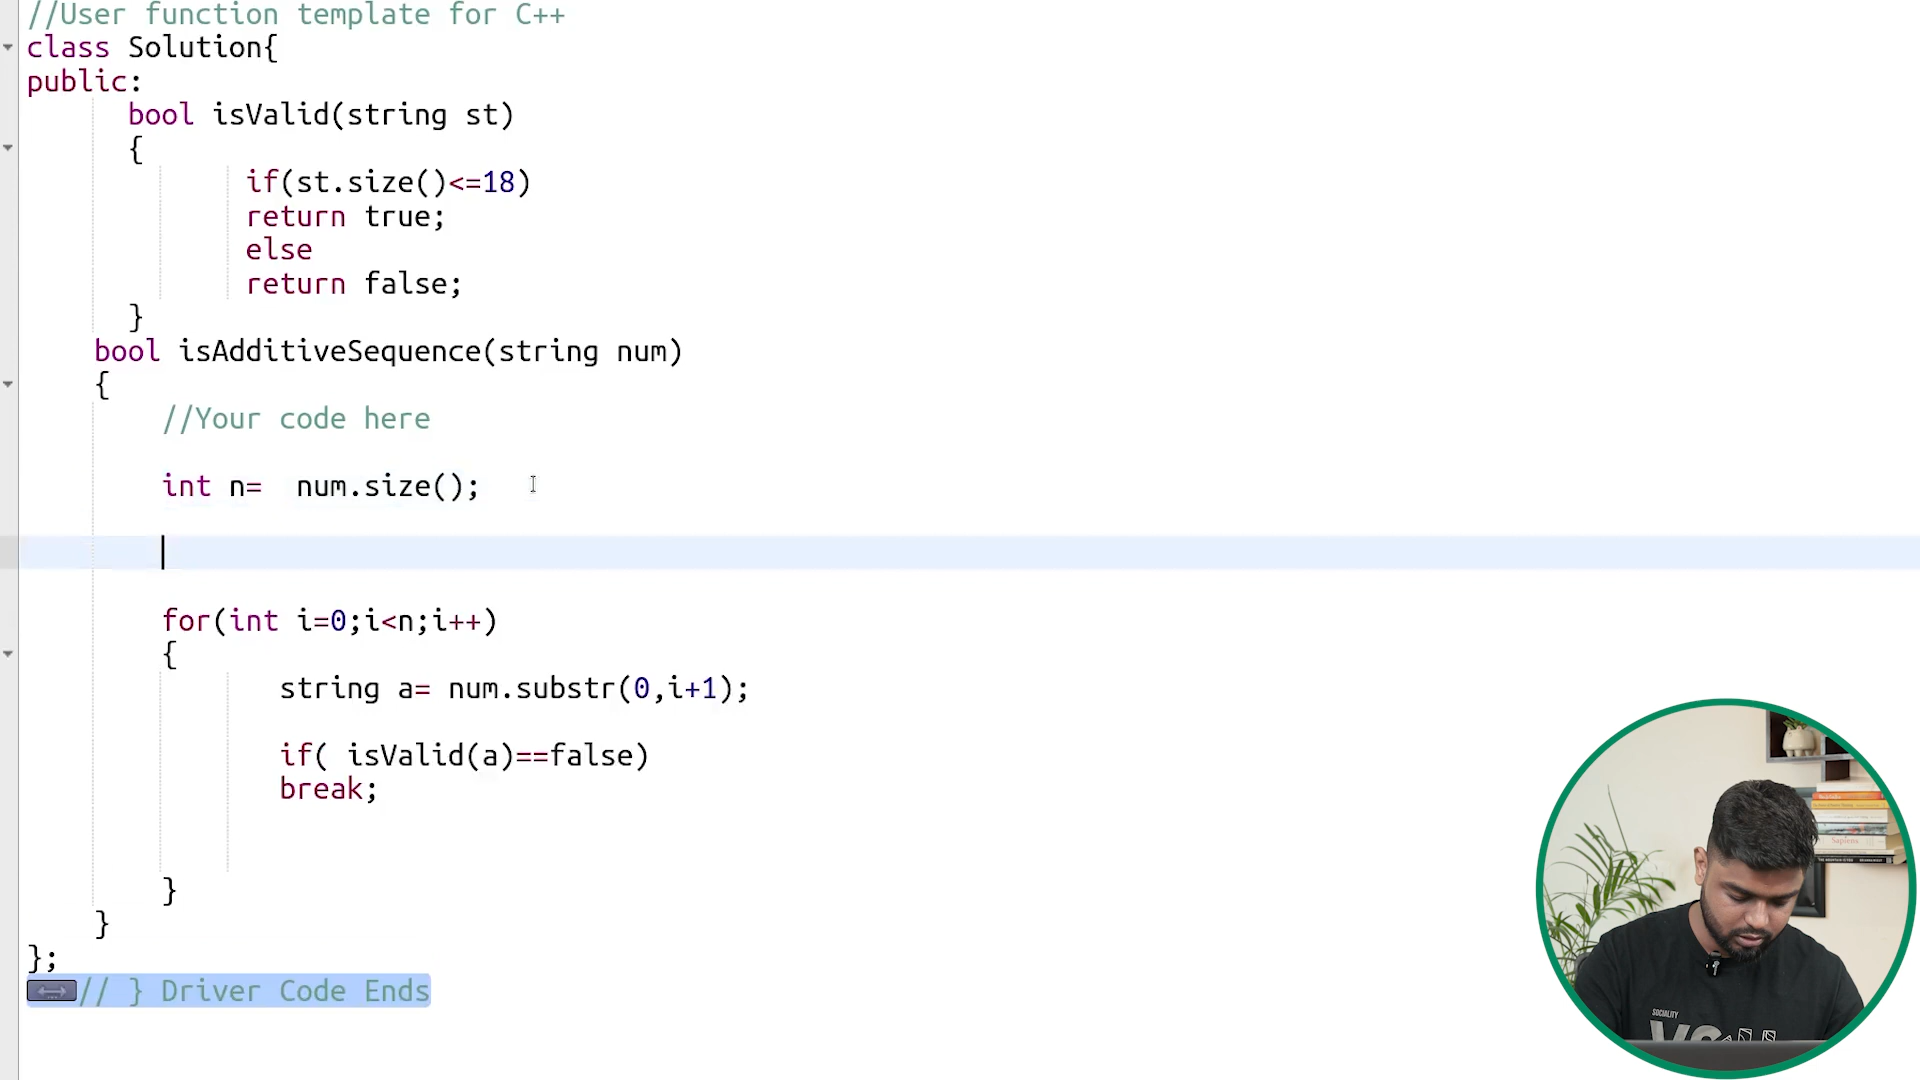 //User function template for C++
class Solution{
public:
bool isValid(string st)
{
if(st.size()<=18)
return true;
else
return false;
}
bool isAdditiveSequence(string num)
{
//Your code here
int n=  num.size();
for(int i=0;i<n;i++)
{
string a= num.substr(0,i+1);
if( isValid(a)==false)
break;
}
}
};
// } Driver Code Ends
Sapiens
SOCIALITY